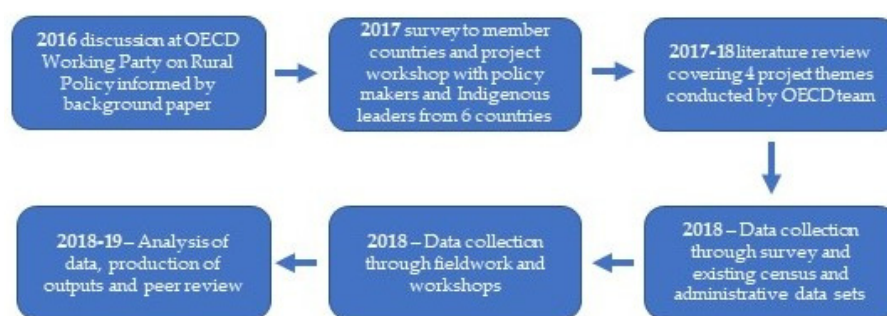 2016 discussion at OECD
Working Party on Rural
Policy informed by
background paper
2017 survey to member
countries and project
workshop with policy
makers and Indigenous
leaders from 6 countries
2017-18 literature review
covering 4 project themes
conducted by OECD team
2018 – Data collection
through survey and
existing census and
administrative data sets
2018 – Data collection
through fieldwork and
workshops
2018-19 – Analysis of
data, production of
outputs and peer review